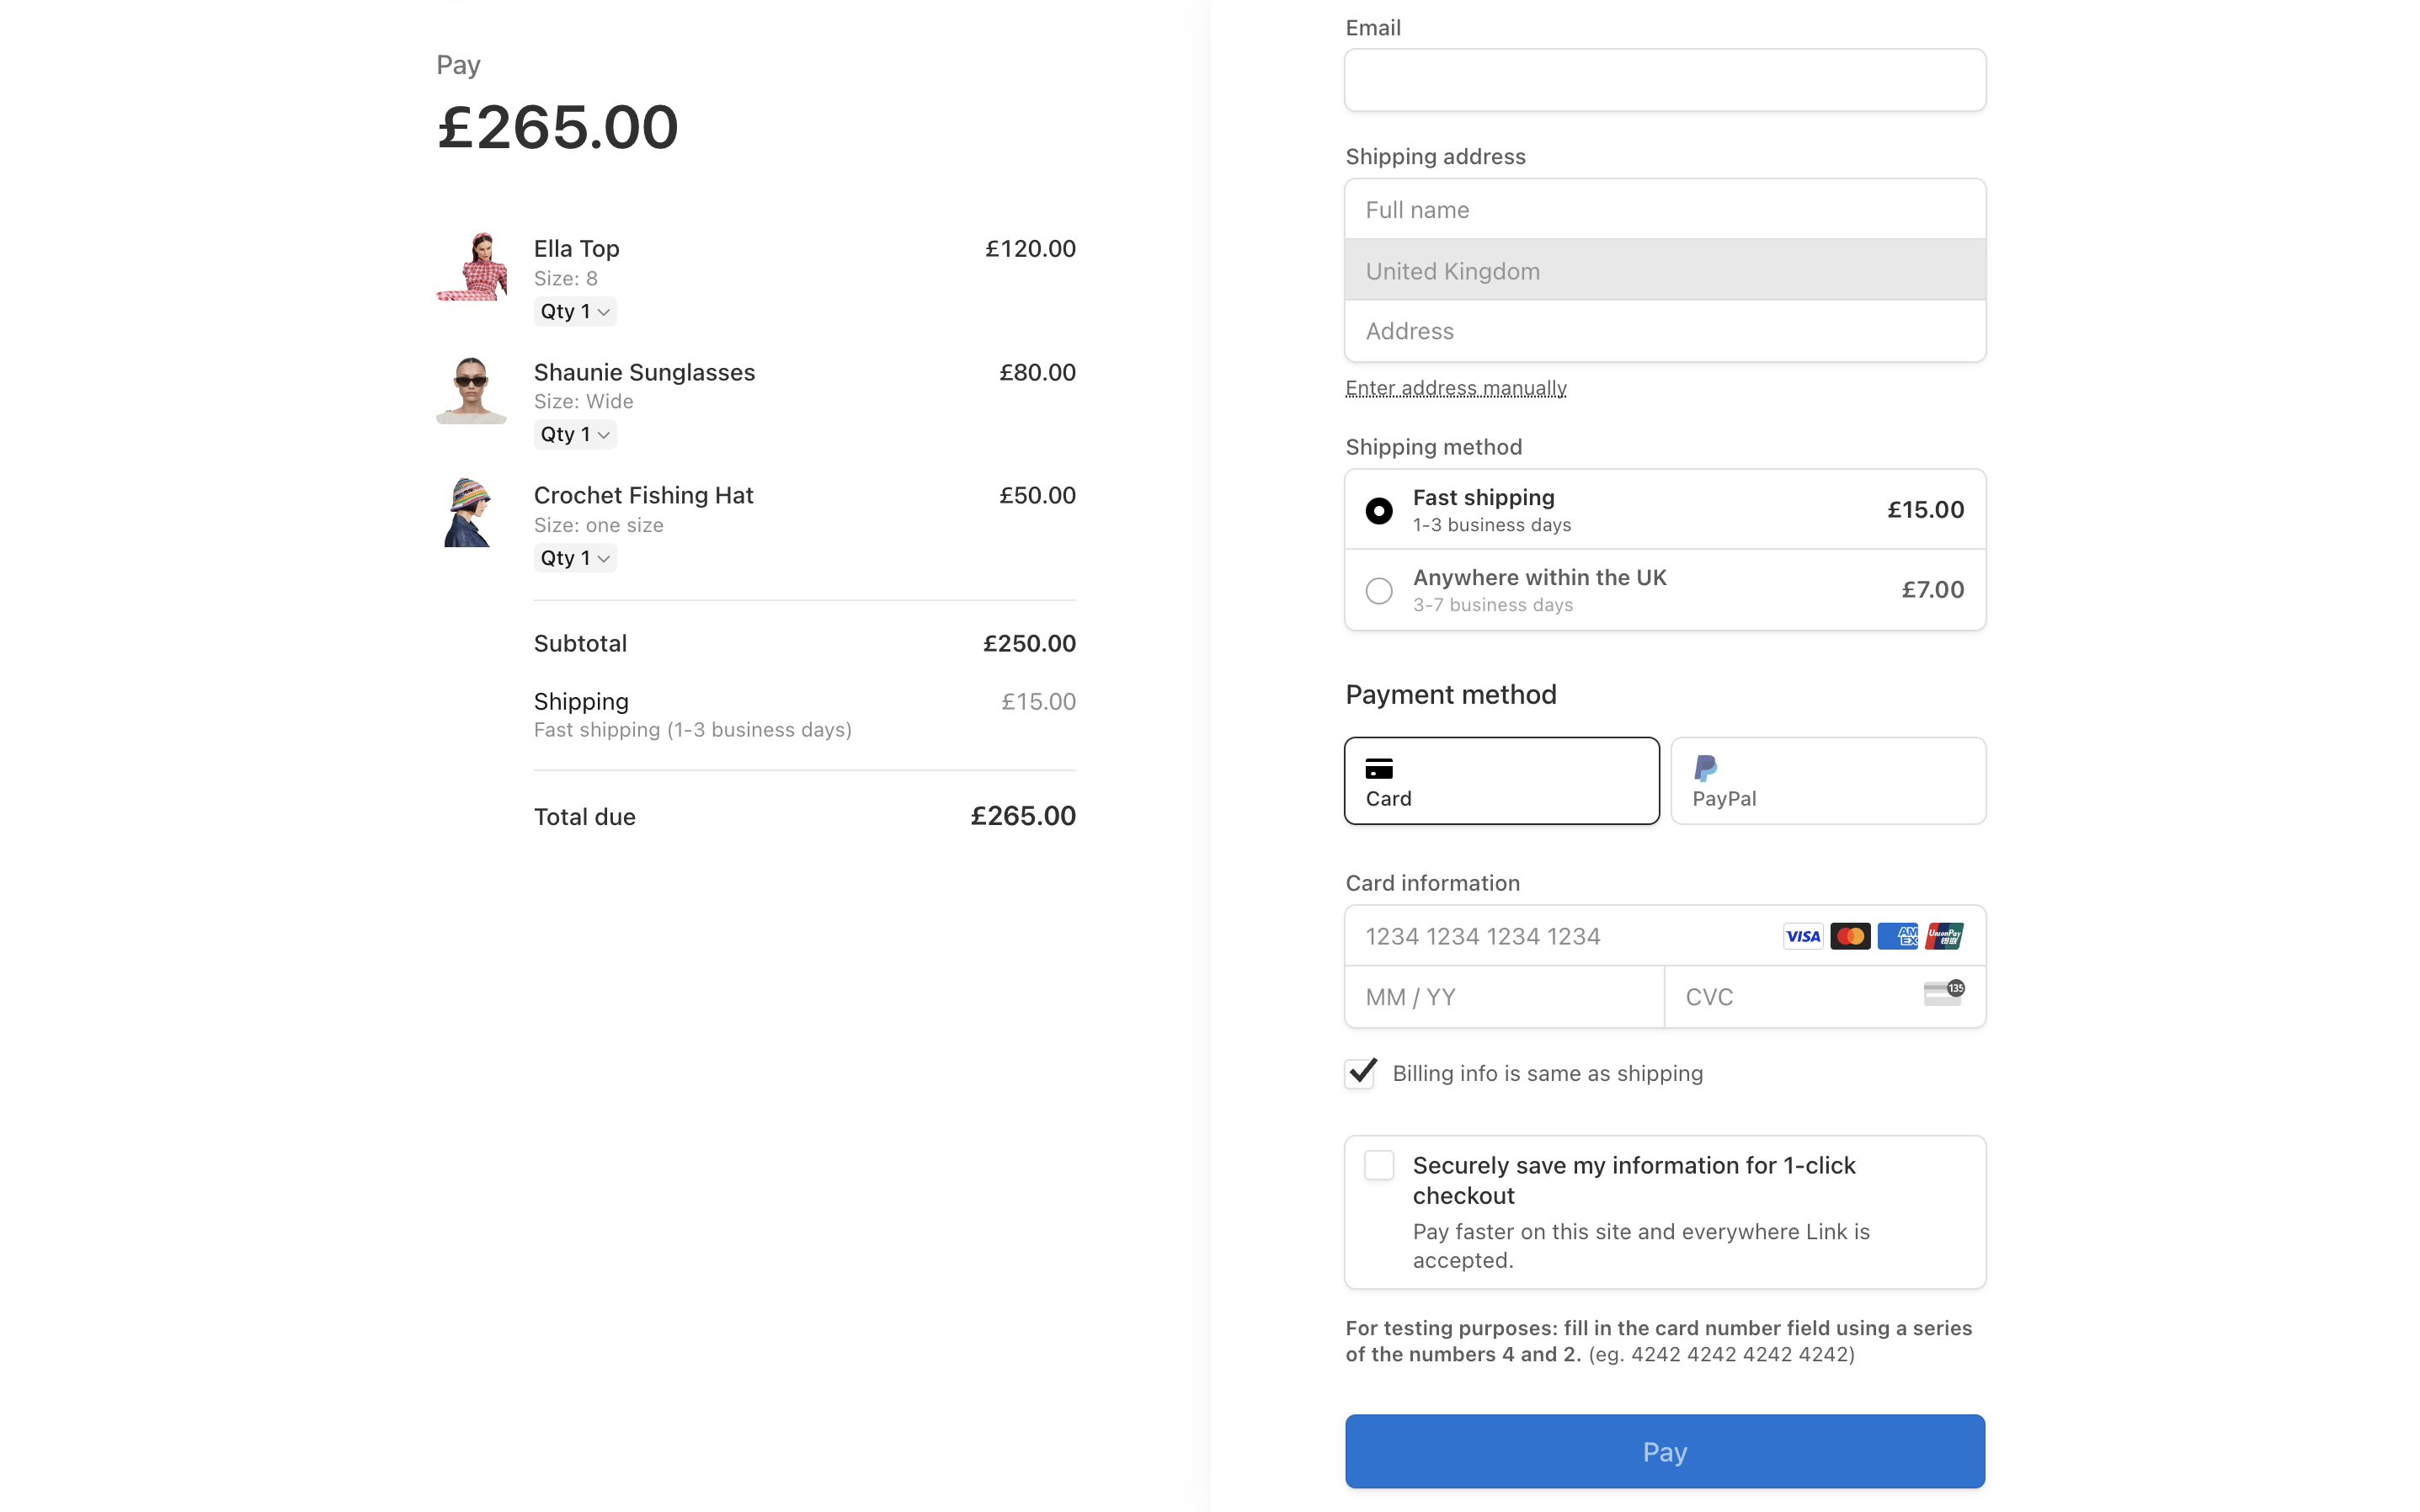 Pay
£265.00
Ella Top
£120.00
Size: 8
Qty 1
Shaunie Sunglasses
£80.00
Size: Wide
Qty 1
Crochet Fishing Hat
£50.00
Size: one size
Qty 1
Subtotal
£250.00
Shipping
£15.00
Fast shipping (1-3 business days)
Total due
£265.00
Email
Shipping address
Full name
United Kingdom
Address
Enter address manually
Shipping method
Fast shipping
1-3 business days
£15.00
Anywhere within the UK
3-7 business days
£7.00
Payment method
Card
PayPal
Card information
1234 1234 1234 1234
VISA
AM
EX
UnionPay
银联
MM / YY
CVC
135
Billing info is same as shipping
Securely save my information for 1-click
checkout
Pay faster on this site and everywhere Link is
accepted.
For testing purposes: fill in the card number field using a series
of the numbers 4 and 2. (eg. 4242 4242 4242 4242)
Pay